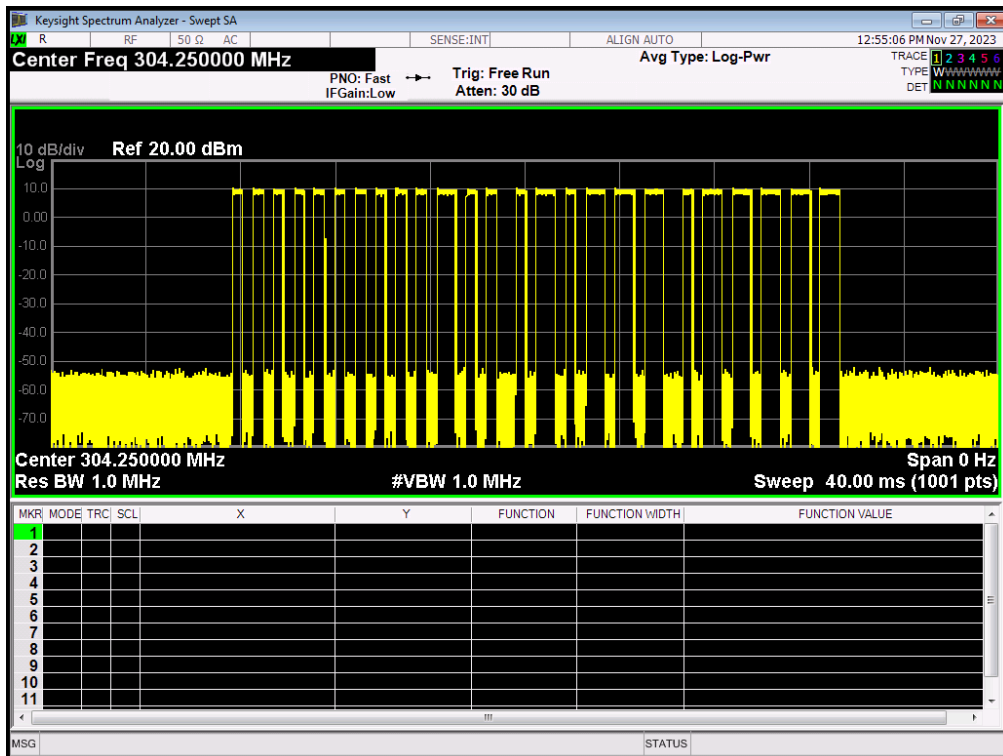 Keysight Spectrum Analyzer - Swept SA
LXI R RF 50 Ω AC SENSE:INT ALIGN AUTO 12:55:06 PM Nov 27, 2023
Center Freq 304.250000 MHz Avg Type: Log-Pwr TRACE 1 2 3 4 5 6
PNO: Fast Trig: Free Run TYPE WWWWWW
IFGain:Low Atten: 30 dB DET N N N N N N
10 dB/div Ref 20.00 dBm
Log
10.0
0.00
-10.0
-20.0
-30.0
-40.0
-50.0
-60.0
-70.0
Center 304.250000 MHz Span 0 Hz
Res BW 1.0 MHz #VBW 1.0 MHz Sweep 40.00 ms (1001 pts)
MKR MODE TRC SCL X Y FUNCTION FUNCTION WIDTH FUNCTION VALUE
1
2
3
4
5
6
7
8
9
10
11
MSG STATUS